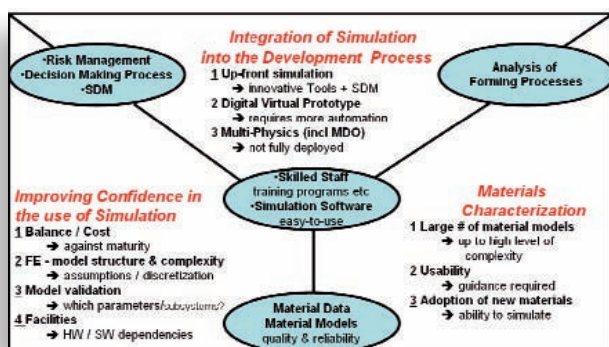 •Risk Management
•Decision Making Process
•SDM
Integration of Simulation
into the Development Process
1 Up-front simulation
→ innovative Tools + SDM
2 Digital Virtual Prototype
→ requires more automation
3 Multi-Physics (incl MDO)
→ not fully deployed
Analysis of
Forming Processes
•Skilled Staff
training programs etc
•Simulation Software
easy-to-use
Improving Confidence in
the use of Simulation
1 Balance / Cost
→ against maturity
2 FE - model structure & complexity
→ assumptions / discretization
3 Model validation
→ which parameters/subsystems?
4 Facilities
→ HW / SW dependencies
Materials
Characterization
1 Large # of material models
→ up to high level of
complexity
2 Usability
→ guidance required
3 Adoption of new materials
→ ability to simulate
Material Data
Material Models
quality & reliability